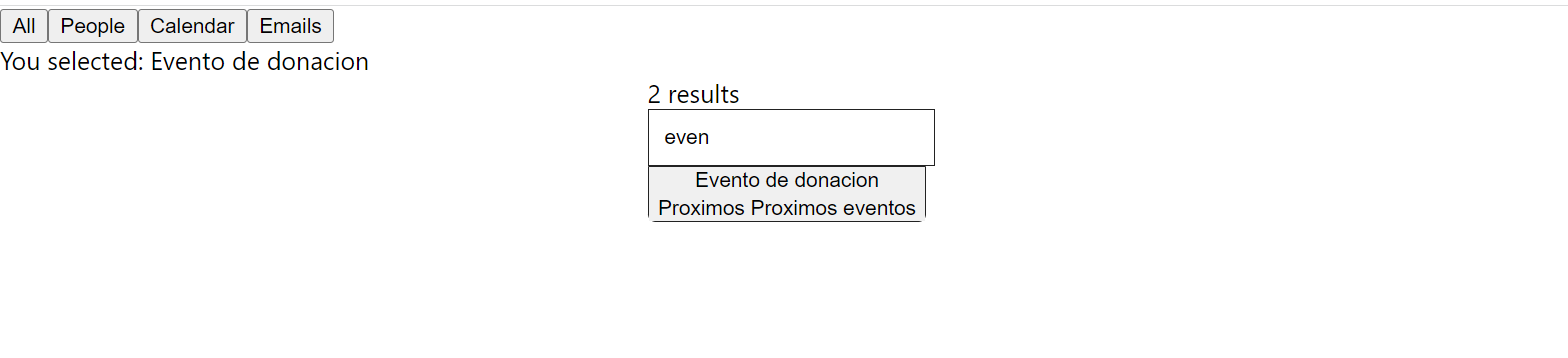 All People Calendar Emails
You selected: Evento de donacion
2 results
even
Evento de donacion
Proximos Proximos eventos